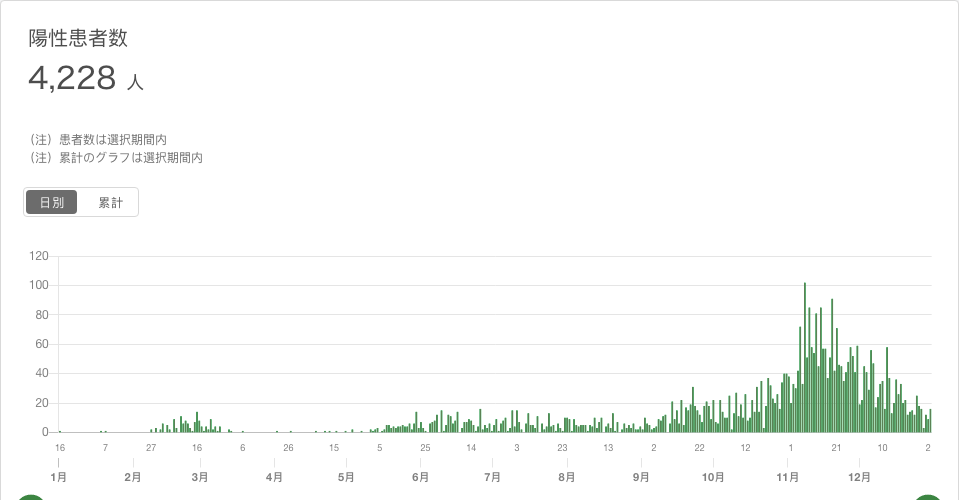 陽性患者数
4,228 人
（注）患者数は選択期間内
（注）累計のグラフは選択期間内
日別 累計
120
100
80
60
40
20
0
16 7 27 16 6 26 15 5 25 14 3 23 13 2 22 12 1 21 10 2
1月 2月 3月 4月 5月 6月 7月 8月 9月 10月 11月 12月